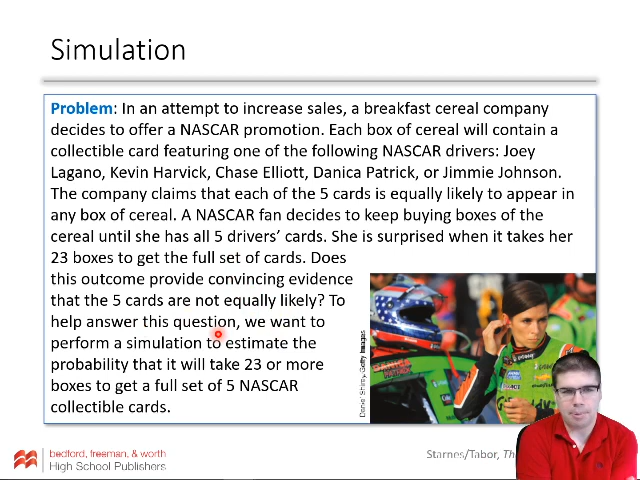 Simulation
Problem: In an attempt to increase sales, a breakfast cereal company
decides to offer a NASCAR promotion. Each box of cereal will contain a
collectible card featuring one of the following NASCAR drivers: Joey
Lagano, Kevin Harvick, Chase Elliott, Danica Patrick, or Jimmie Johnson.
The company claims that each of the 5 cards is equally likely to appear in
any box of cereal. A NASCAR fan decides to keep buying boxes of the
cereal until she has all 5 drivers’ cards. She is surprised when it takes her
23 boxes to get the full set of cards. Does
this outcome provide convincing evidence
that the 5 cards are not equally likely? To
help answer this question, we want to
perform a simulation to estimate the
probability that it will take 23 or more
boxes to get a full set of 5 NASCAR
collectible cards.
Getty Images
bedford, freeman, & worth
High School Publishers
Starnes/Tabor, The